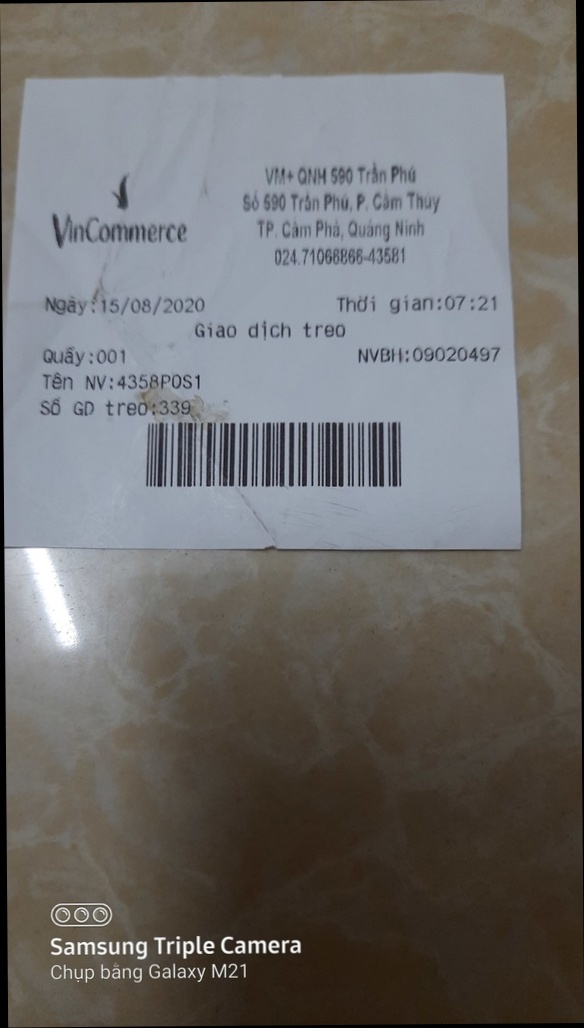 VinCommerce
VM+ QNH 590 Trần Phú
Số 590 Trần Phú, P. Cẩm Thủy
TP. Cẩm Phả, Quảng Ninh
024.71066866-43581
Ngày:15/08/2020 Thời gian:07:21
Giao dịch treo
Quầy:001 NVBH:09020497
Tên NV:4358POS1
Số GD treo:339
Samsung Triple Camera
Chụp bằng Galaxy M21